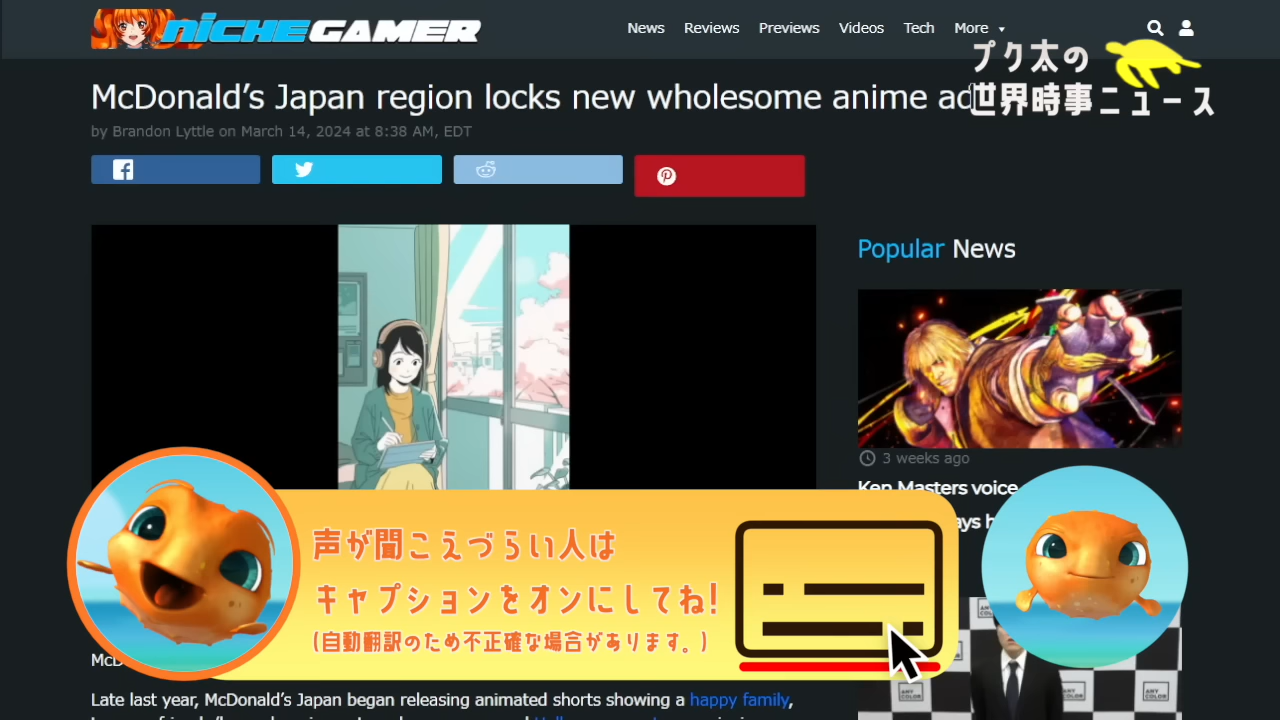 NICHEGAMER
News Reviews Previews Videos Tech More
プク太の
世界時事ニュース
McDonald's Japan region locks new wholesome anime ad
by Brandon Lyttle on March 14, 2024 at 8:38 AM, EDT
Popular News
3 weeks ago
Ken Masters voice
声が聞こえづらい人は
キャプションをオンにしてね!
(自動翻訳のため不正確な場合があります。)
ANY COLOR
Late last year, McDonald's Japan began releasing animated shorts showing a happy family,